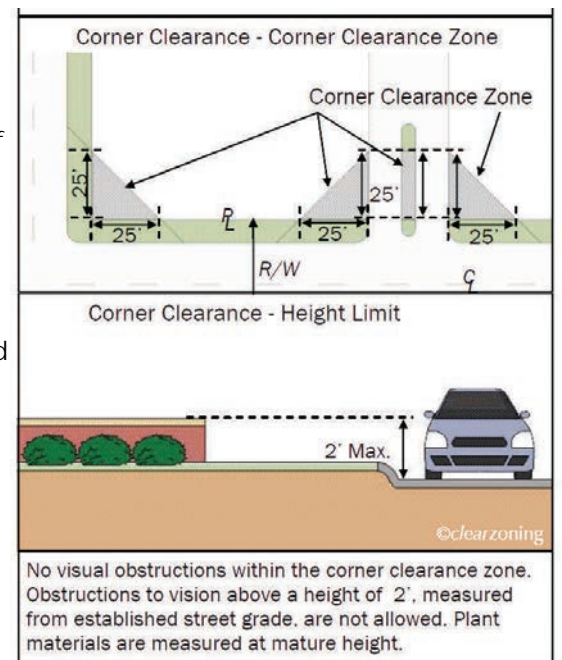 Corner Clearance - Corner Clearance Zone
Corner Clearance Zone
25'
25'
25'
25'
25'
PL
R/W
CL
Corner Clearance - Height Limit
2' Max.
©clearzoning
No visual obstructions within the corner clearance zone.
Obstructions to vision above a height of 2', measured
from established street grade, are not allowed. Plant
materials are measured at mature height.